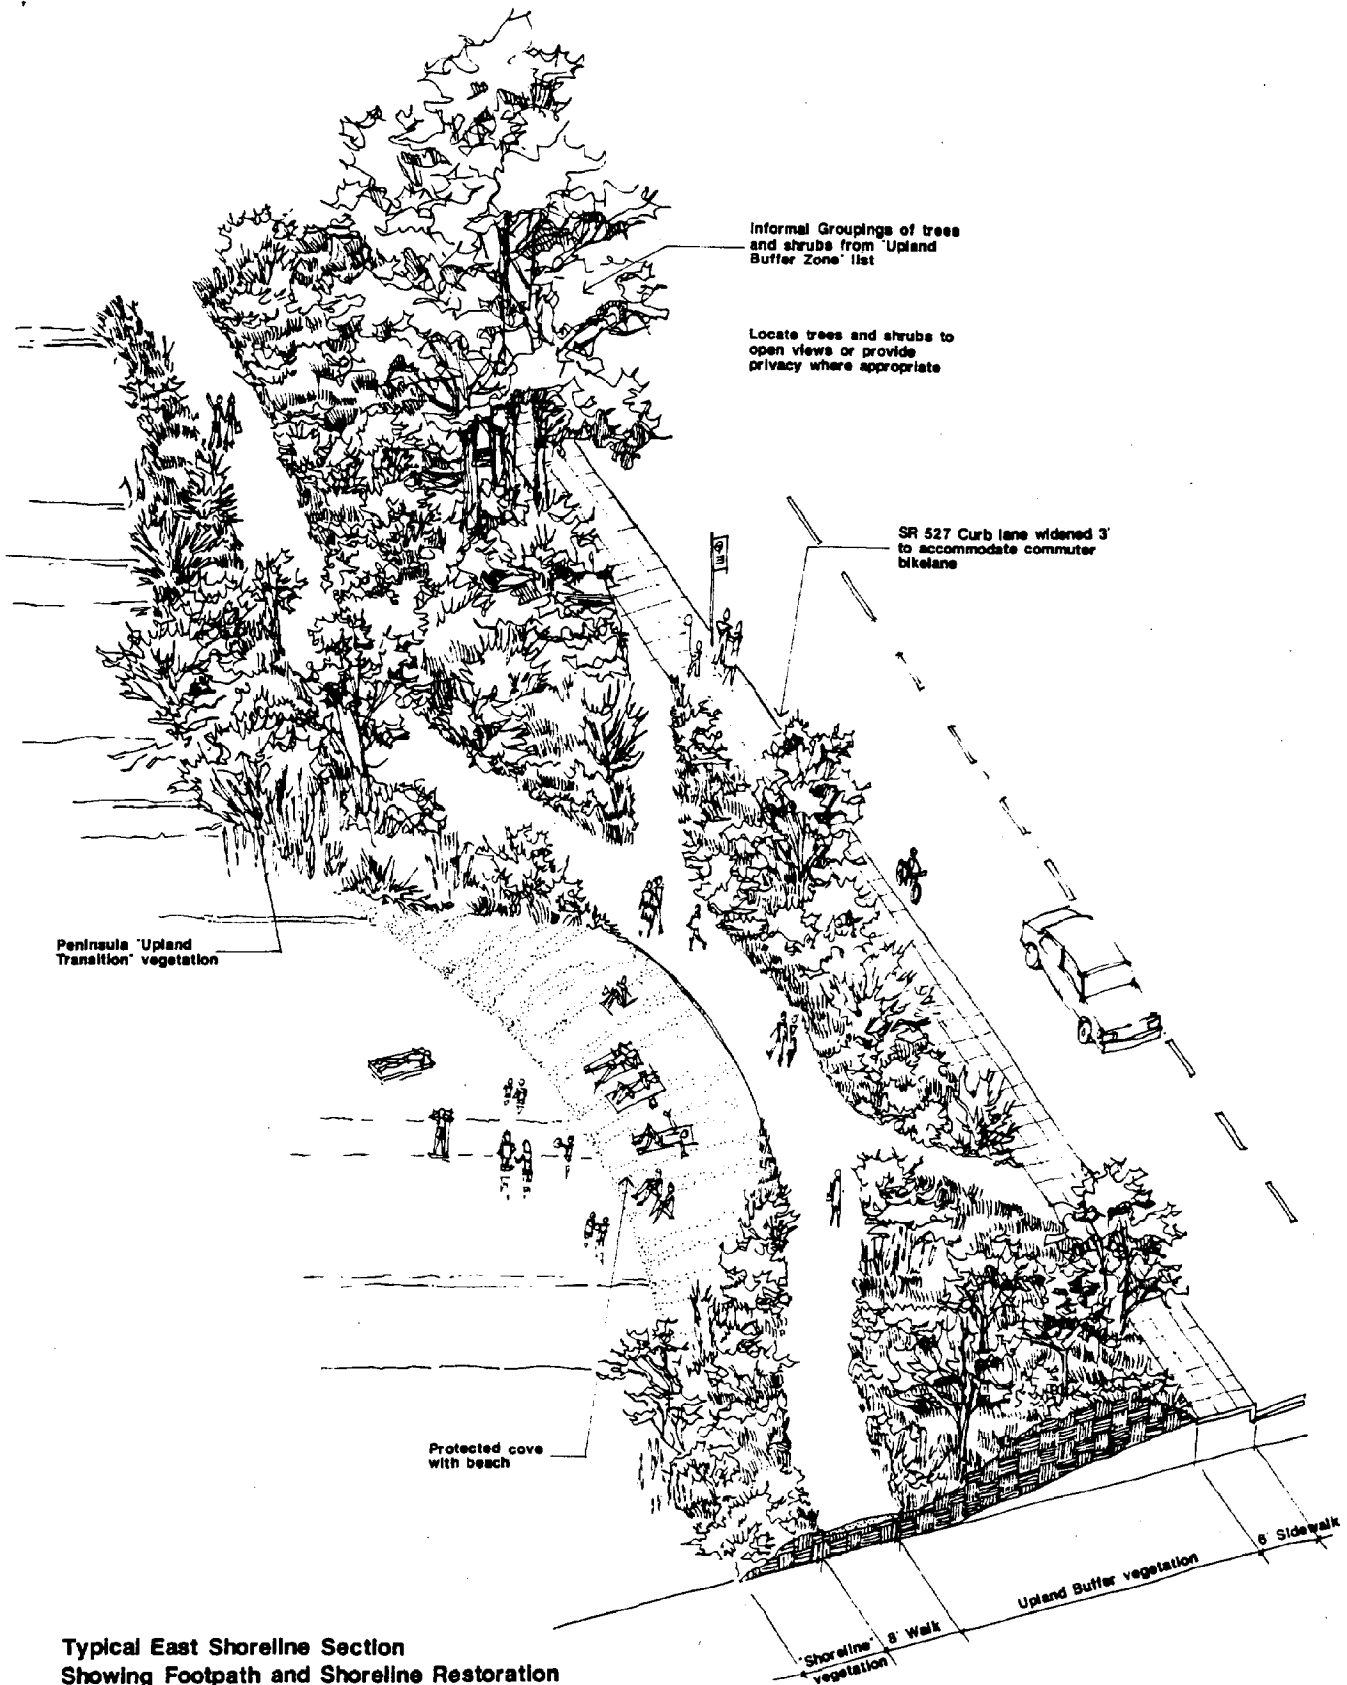 Informal Groupings of trees
and shrubs from "Upland
Buffer Zone" list
Locate trees and shrubs to
open views or provide
privacy where appropriate
SR 527 Curb lane widened 3'
to accommodate commuter
bikelane
Peninsula "Upland
Transition" vegetation
Protected cove
with beach
6' Sidewalk
Upland Buffer vegetation
8' Walk
"Shoreline"
vegetation
Typical East Shoreline Section
Showing Footpath and Shoreline Restoration